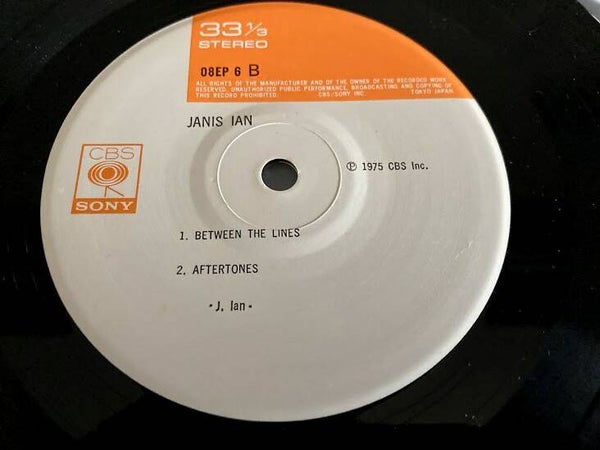 33 1/3
STEREO
08EP 6 B
ALL RIGHTS OF THE MANUFACTURER AND OF THE OWNER OF THE RECORDED WORK
RESERVED. UNAUTHORIZED PUBLIC PERFORMANCE, BROADCASTING AND COPYING OF
THIS RECORD PROHIBITED. CBS/SONY INC. TOKYO JAPAN
JANIS IAN
CBS
SONY
Ⓟ 1975 CBS Inc.
1. BETWEEN THE LINES
2. AFTERTONES
• J. Ian •